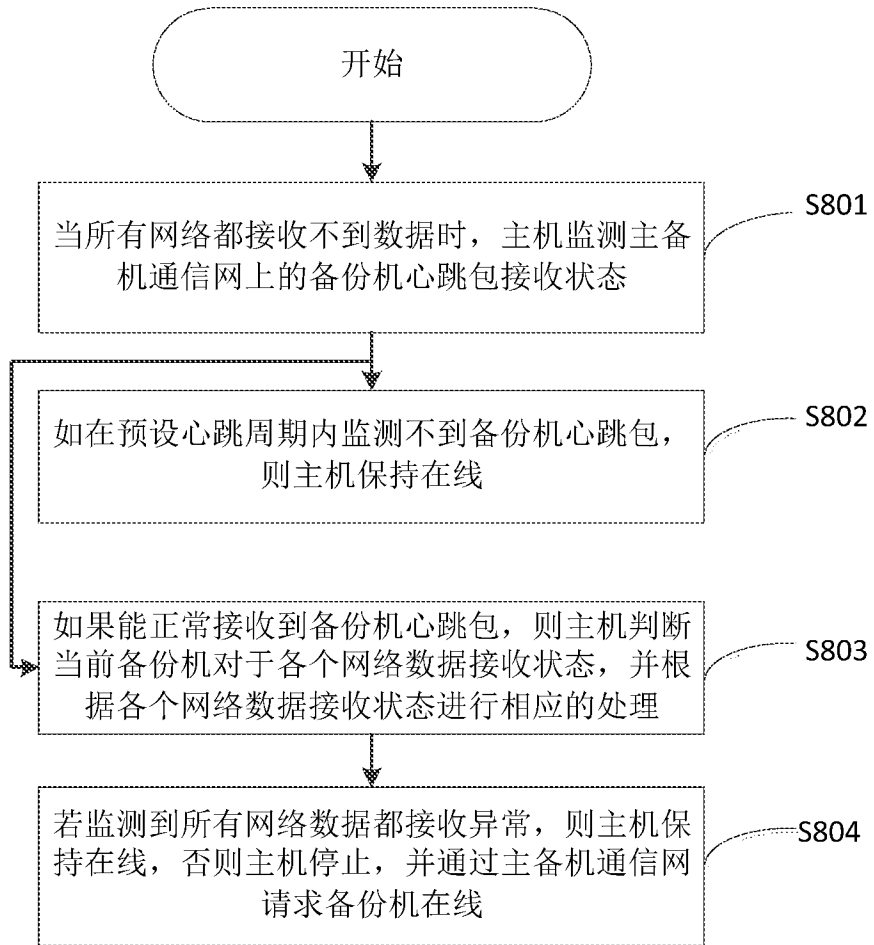 开始
S801
当所有网络都接收不到数据时，主机监测主备
机通信网上的备份机心跳包接收状态
S802
如在预设心跳周期内监测不到备份机心跳包，
则主机保持在线
如果能正常接收到备份机心跳包，则主机判断
S803
当前备份机对于各个网络数据接收状态，并根
据各个网络数据接收状态进行相应的处理
若监测到所有网络数据都接收异常，则主机保
S804
持在线，否则主机停止，并通过主备机通信网
请求备份机在线